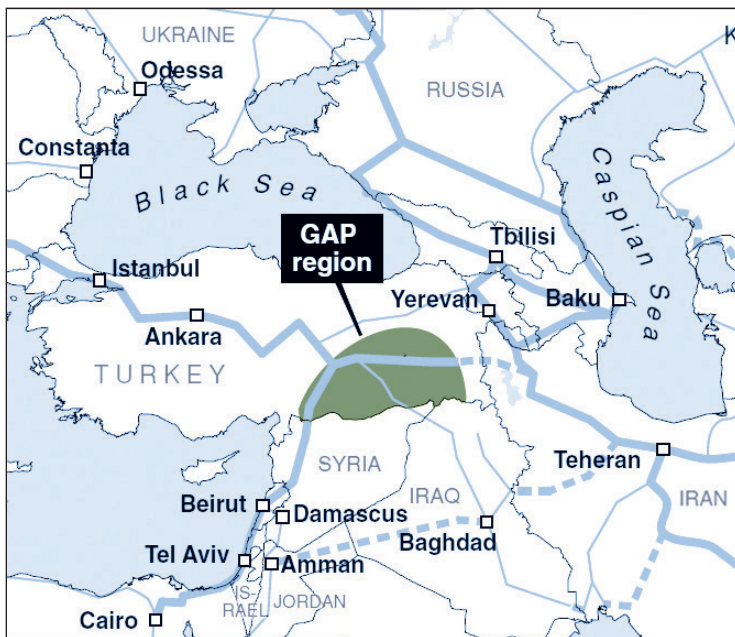 UKRAINE
Odessa
K
RUSSIA
Constanta
Black Sea
Caspian Sea
GAP
region
Tbilisi
Istanbul
Yerevan
Baku
Ankara
TURKEY
SYRIA
Teheran
IRAQ
IRAN
Beirut
Damascus
Baghdad
Tel Aviv
Amman
IS-
RAEL
JORDAN
Cairo